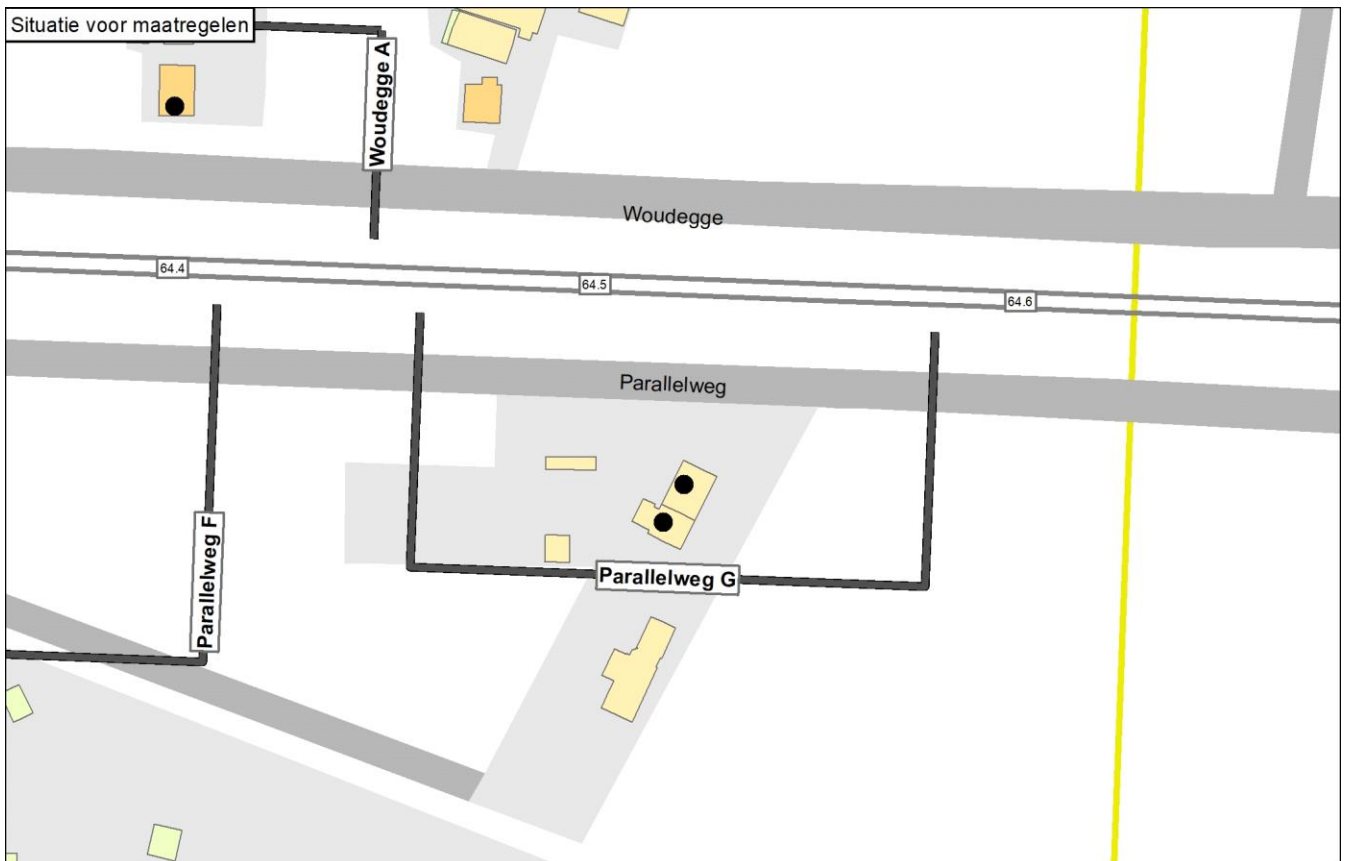 Situatie voor maatregelen
Woudegge A
Woudegge
64.4
64.5
64.6
Parallelweg
Parallelweg F
Parallelweg G